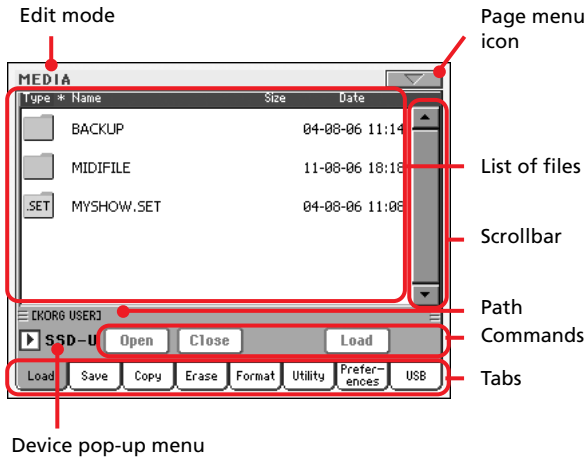 Edit mode
Page menu
icon
MEDIA
Type * Name Size Date
BACKUP 04-08-06 11:14
MIDIFILE 11-08-06 18:18
.SET MYSHOW.SET 04-08-06 11:08
List of files
Scrollbar
[KORG USER]
Path
SSD-U Open Close Load
Commands
Load Save Copy Erase Format Utility Prefer-
ences USB
Tabs
Device pop-up menu